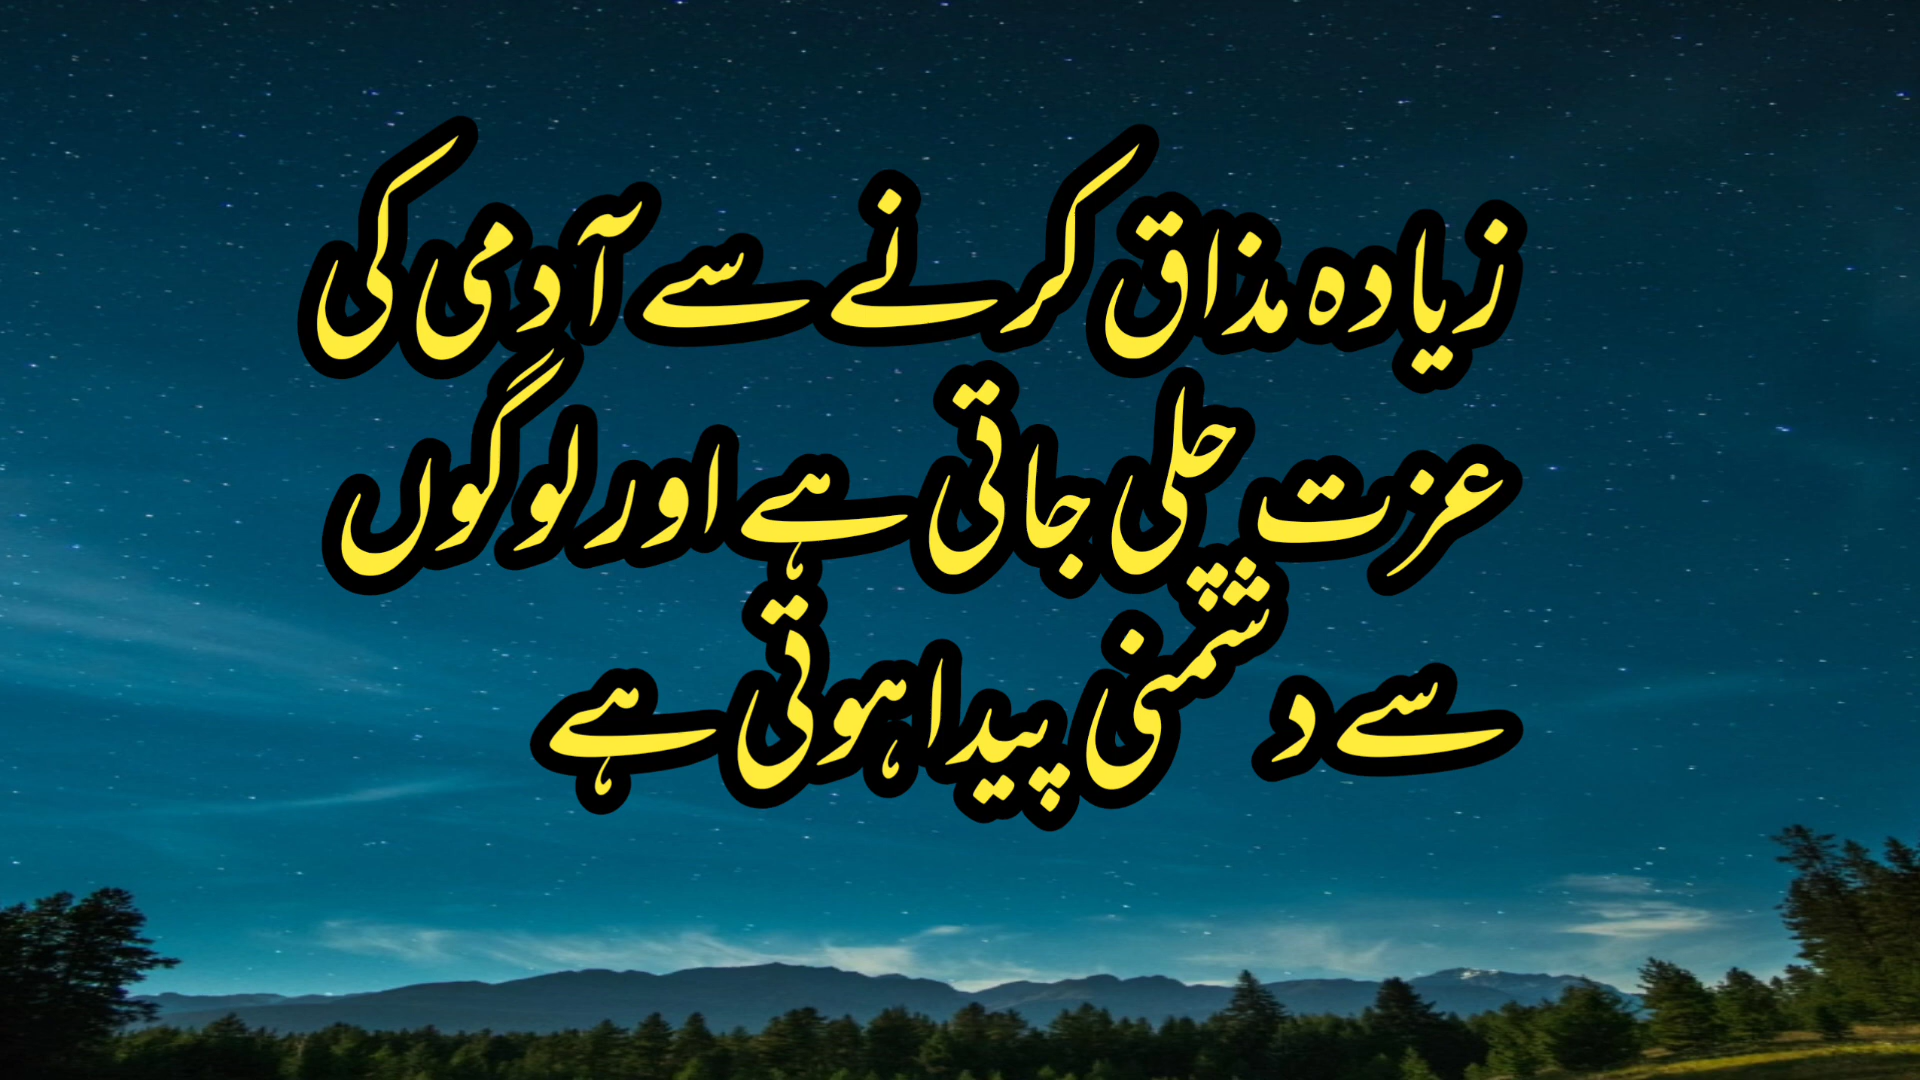 زیادہ مذاق کرنے سے آدمی کی
عزت چلی جاتی ہے اور لوگوں
سے دشمنی پیدا ہوتی ہے